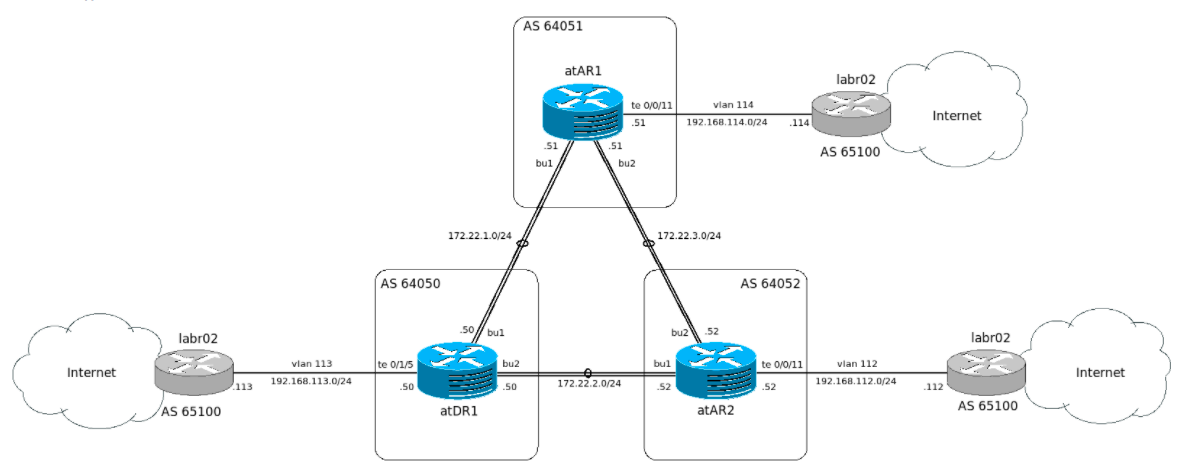 AS 64051
atAR1
te 0/0/11
.51
vlan 114
192.168.114.0/24
.114
labr02
AS 65100
Internet
.51
bu1
.51
bu2
172.22.1.0/24
172.22.3.0/24
AS 64050
.50
bu1
AS 64052
bu2
.52
Internet
labr02
AS 65100
.113
vlan 113
192.168.113.0/24
te 0/1/5
.50
atDR1
bu2
.50
172.22.2.0/24
bu1
.52
atAR2
te 0/0/11
.52
vlan 112
192.168.112.0/24
.112
labr02
AS 65100
Internet